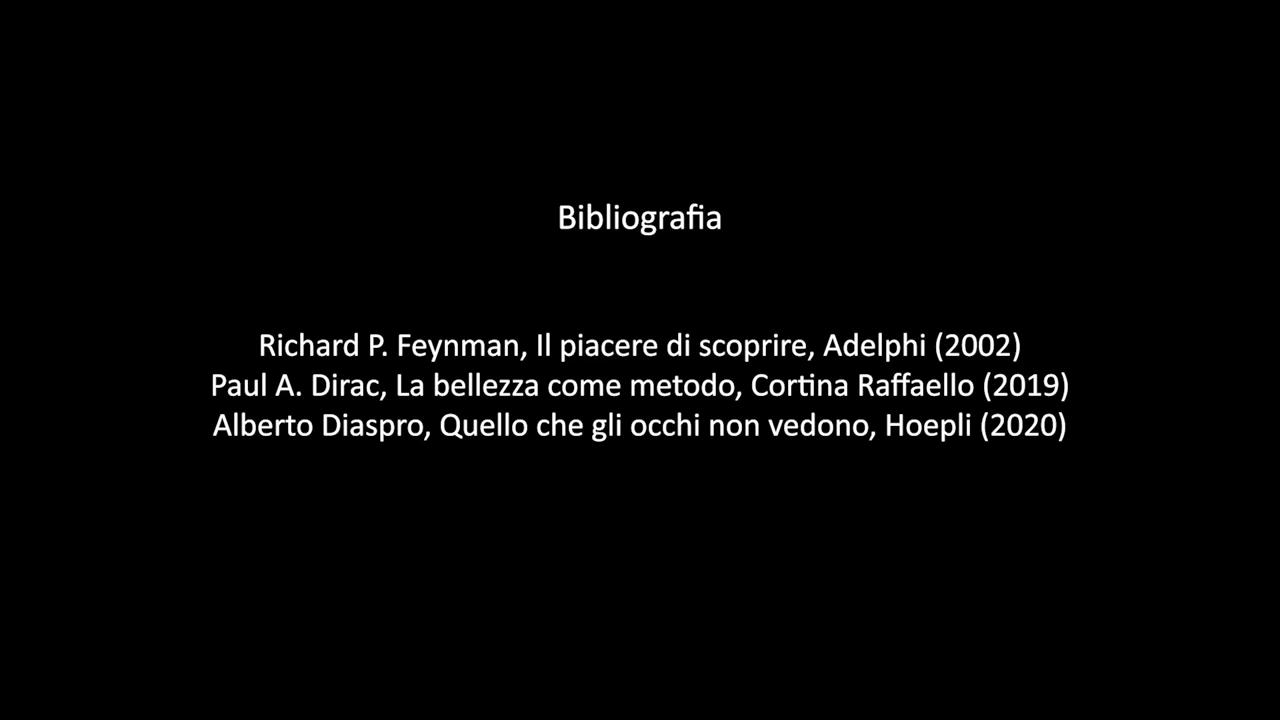 Bibliografia
Richard P. Feynman, Il piacere di scoprire, Adelphi (2002)
Paul A. Dirac, La bellezza come metodo, Cortina Raffaello (2019)
Alberto Diaspro, Quello che gli occhi non vedono, Hoepli (2020)